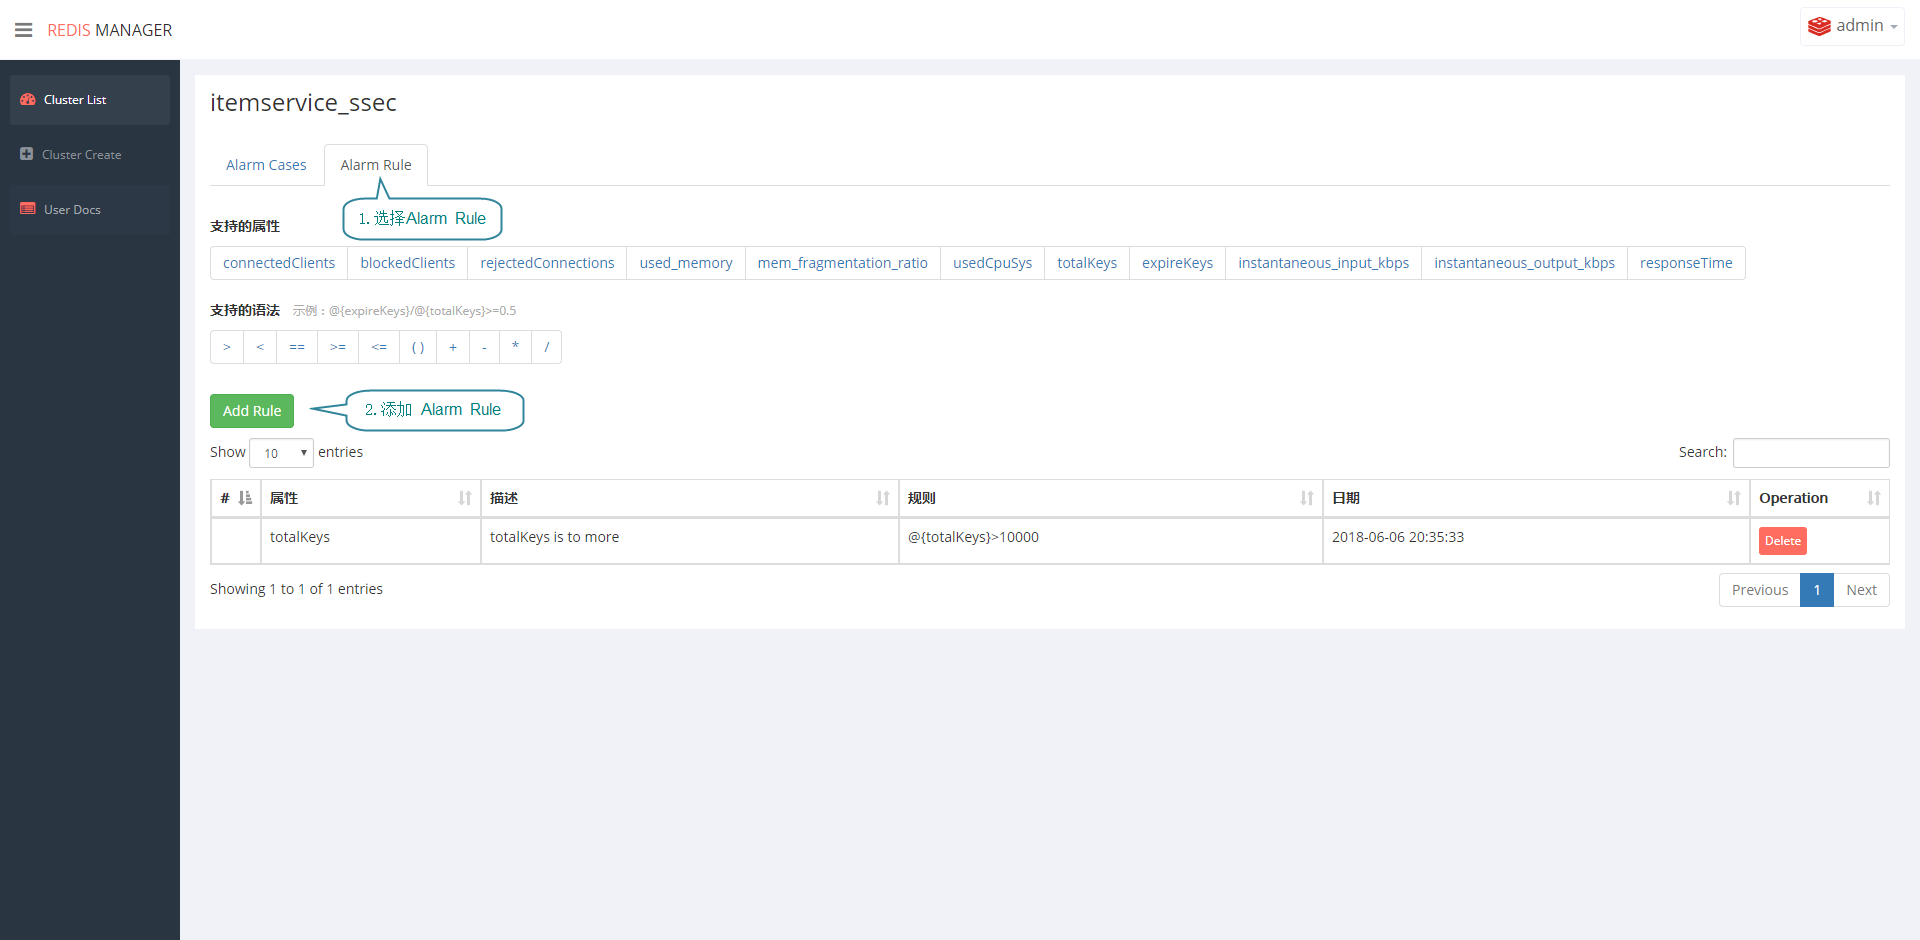 REDIS MANAGER
admin
Cluster List
Cluster Create
User Docs
itemservice_ssec
Alarm Cases
Alarm Rule
1. 选择Alarm Rule
支持的属性
connectedClients blockedClients rejectedConnections used_memory mem_fragmentation_ratio usedCpuSys totalKeys expireKeys instantaneous_input_kbps instantaneous_output_kbps responseTime
支持的语法 示例：@{expireKeys}/@{totalKeys}>=0.5
> < == >= <= ( ) + - * /
Add Rule
2. 添加 Alarm Rule
Show 10 entries
Search:
# 属性 描述 规则 日期 Operation
totalKeys totalKeys is to more @{totalKeys}>10000 2018-06-06 20:35:33 Delete
Showing 1 to 1 of 1 entries
Previous 1 Next